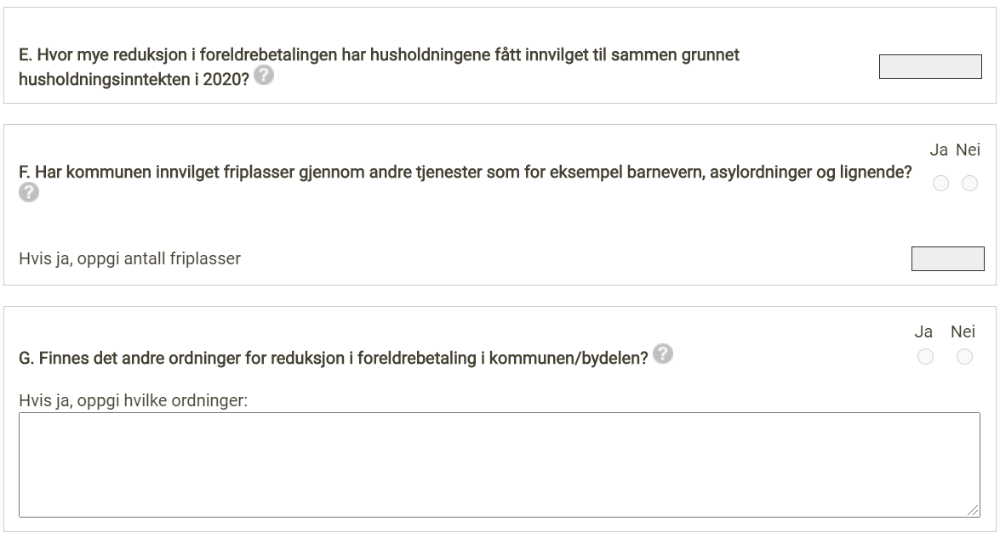 E. Hvor mye reduksjon i foreldrebetalingen har husholdningene fått innvilget til sammen grunnet
husholdningsinntekten i 2020? ?
Ja Nei
F. Har kommunen innvilget friplasser gjennom andre tjenester som for eksempel barnevern, asylordninger og lignende?
?
Hvis ja, oppgi antall friplasser
Ja Nei
G. Finnes det andre ordninger for reduksjon i foreldrebetaling i kommunen/bydelen? ?
Hvis ja, oppgi hvilke ordninger: